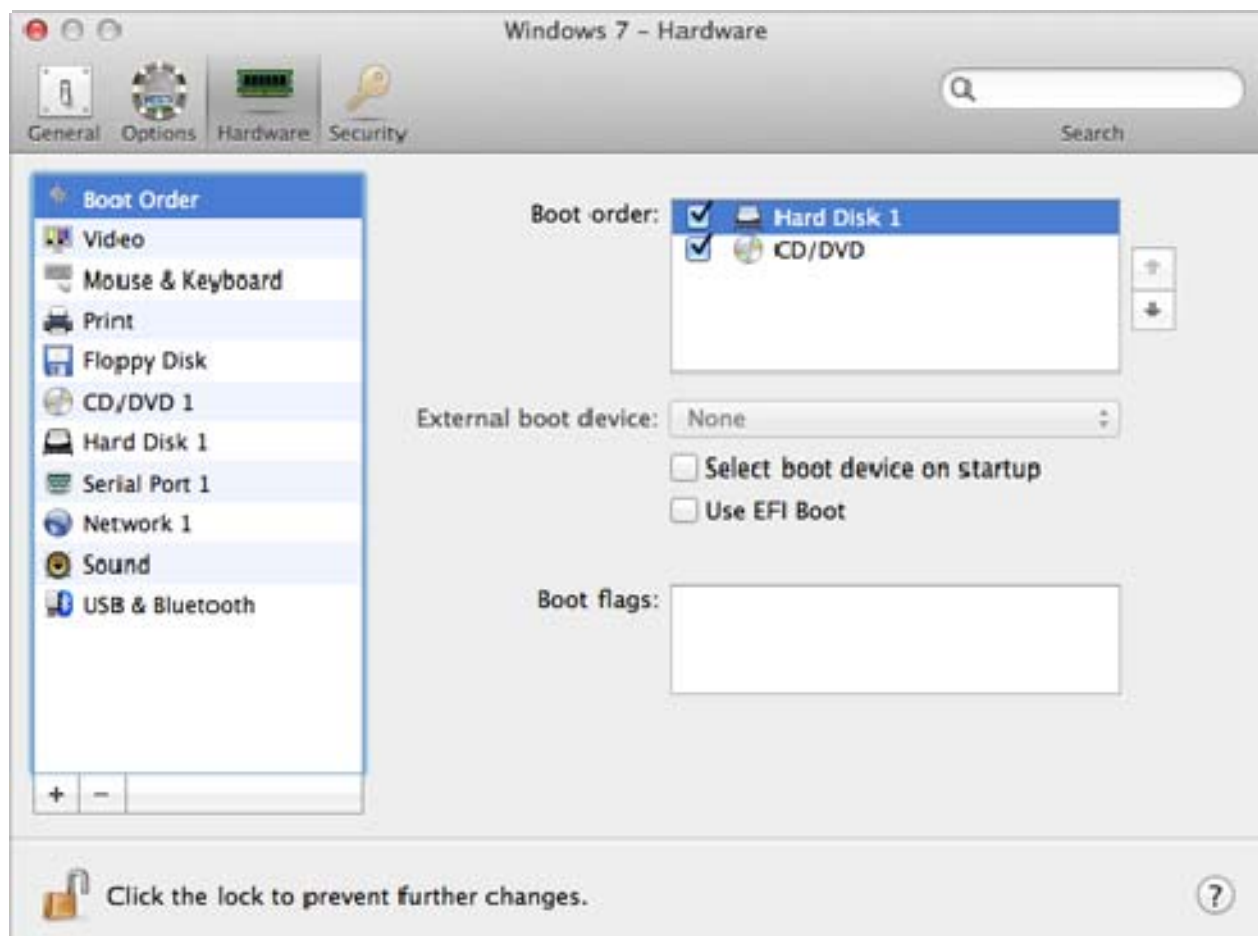 Windows 7 – Hardware
General Options Hardware Security
Search
Boot Order
Video
Mouse & Keyboard
Print
Floppy Disk
CD/DVD 1
Hard Disk 1
Serial Port 1
Network 1
Sound
USB & Bluetooth
+ −
Boot order:
Hard Disk 1
CD/DVD
External boot device: None
Select boot device on startup
Use EFI Boot
Boot flags:
Click the lock to prevent further changes.
?